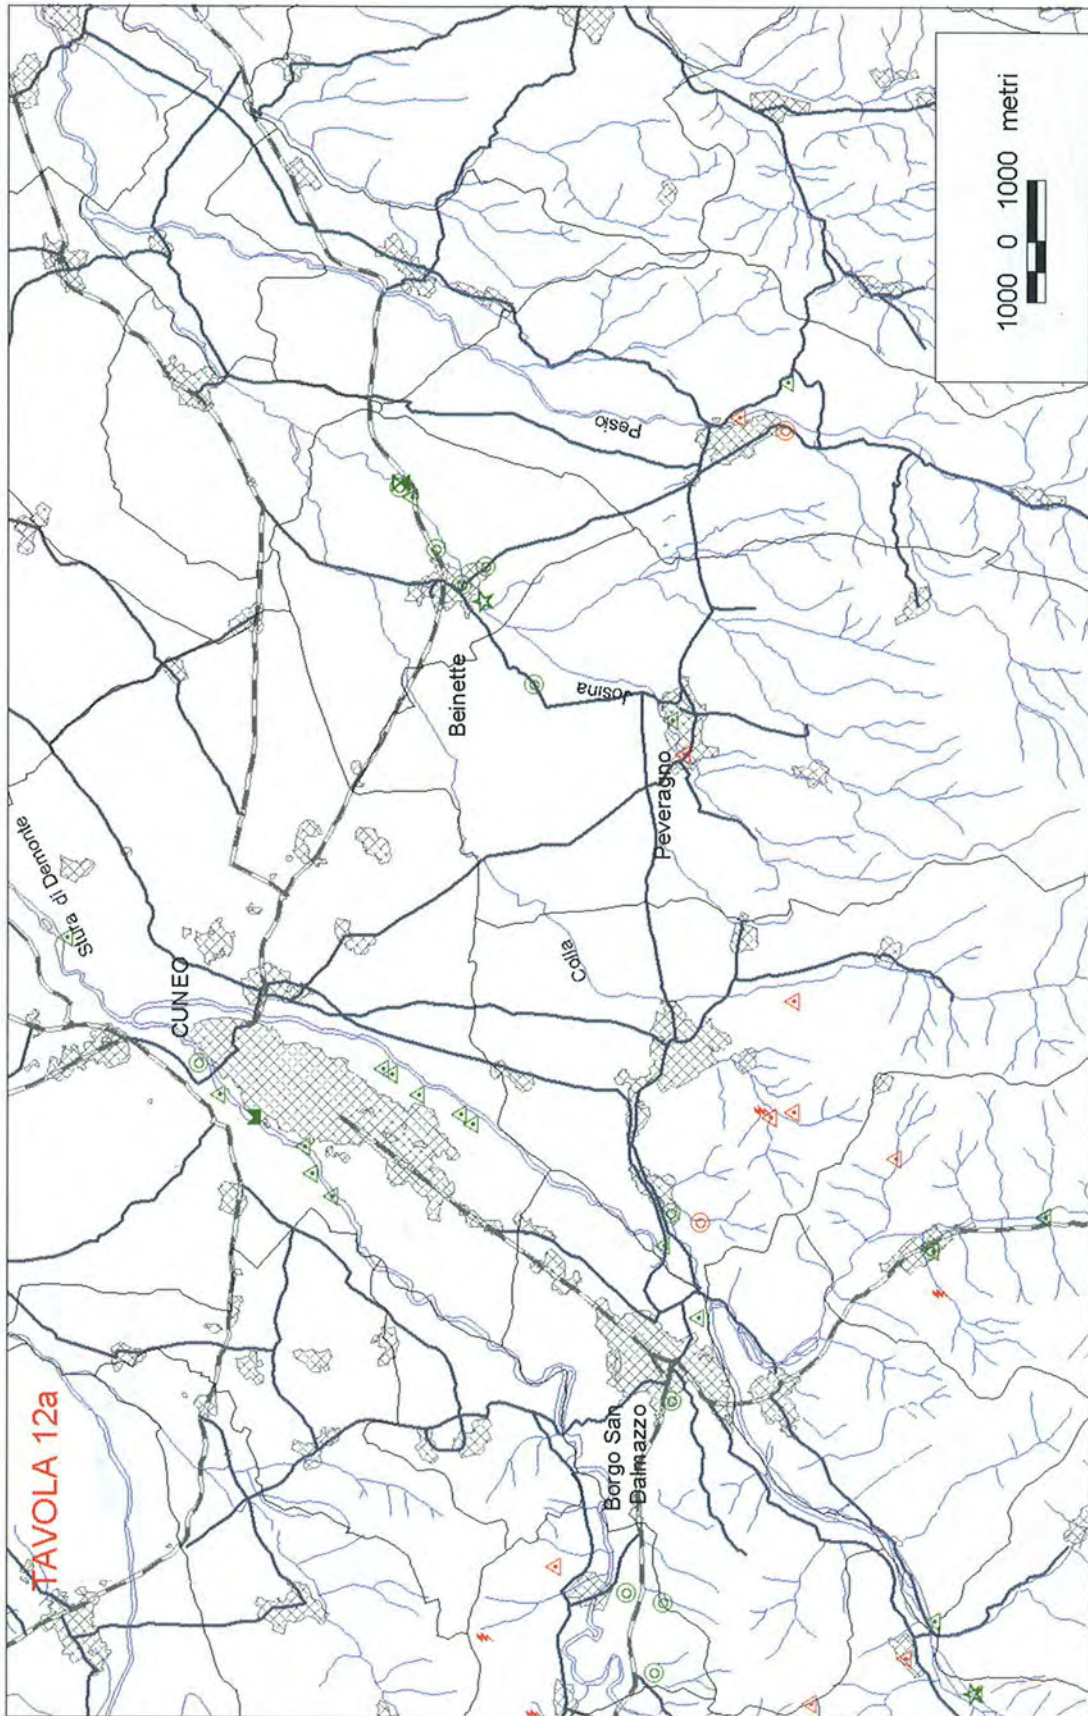 TAVOLA 12a
Stura di Demonte
CUNEO
Beinette
Pesio
Josina
Peveragno
Colla
Borgo San
Dalmazzo
1000 0 1000 metri